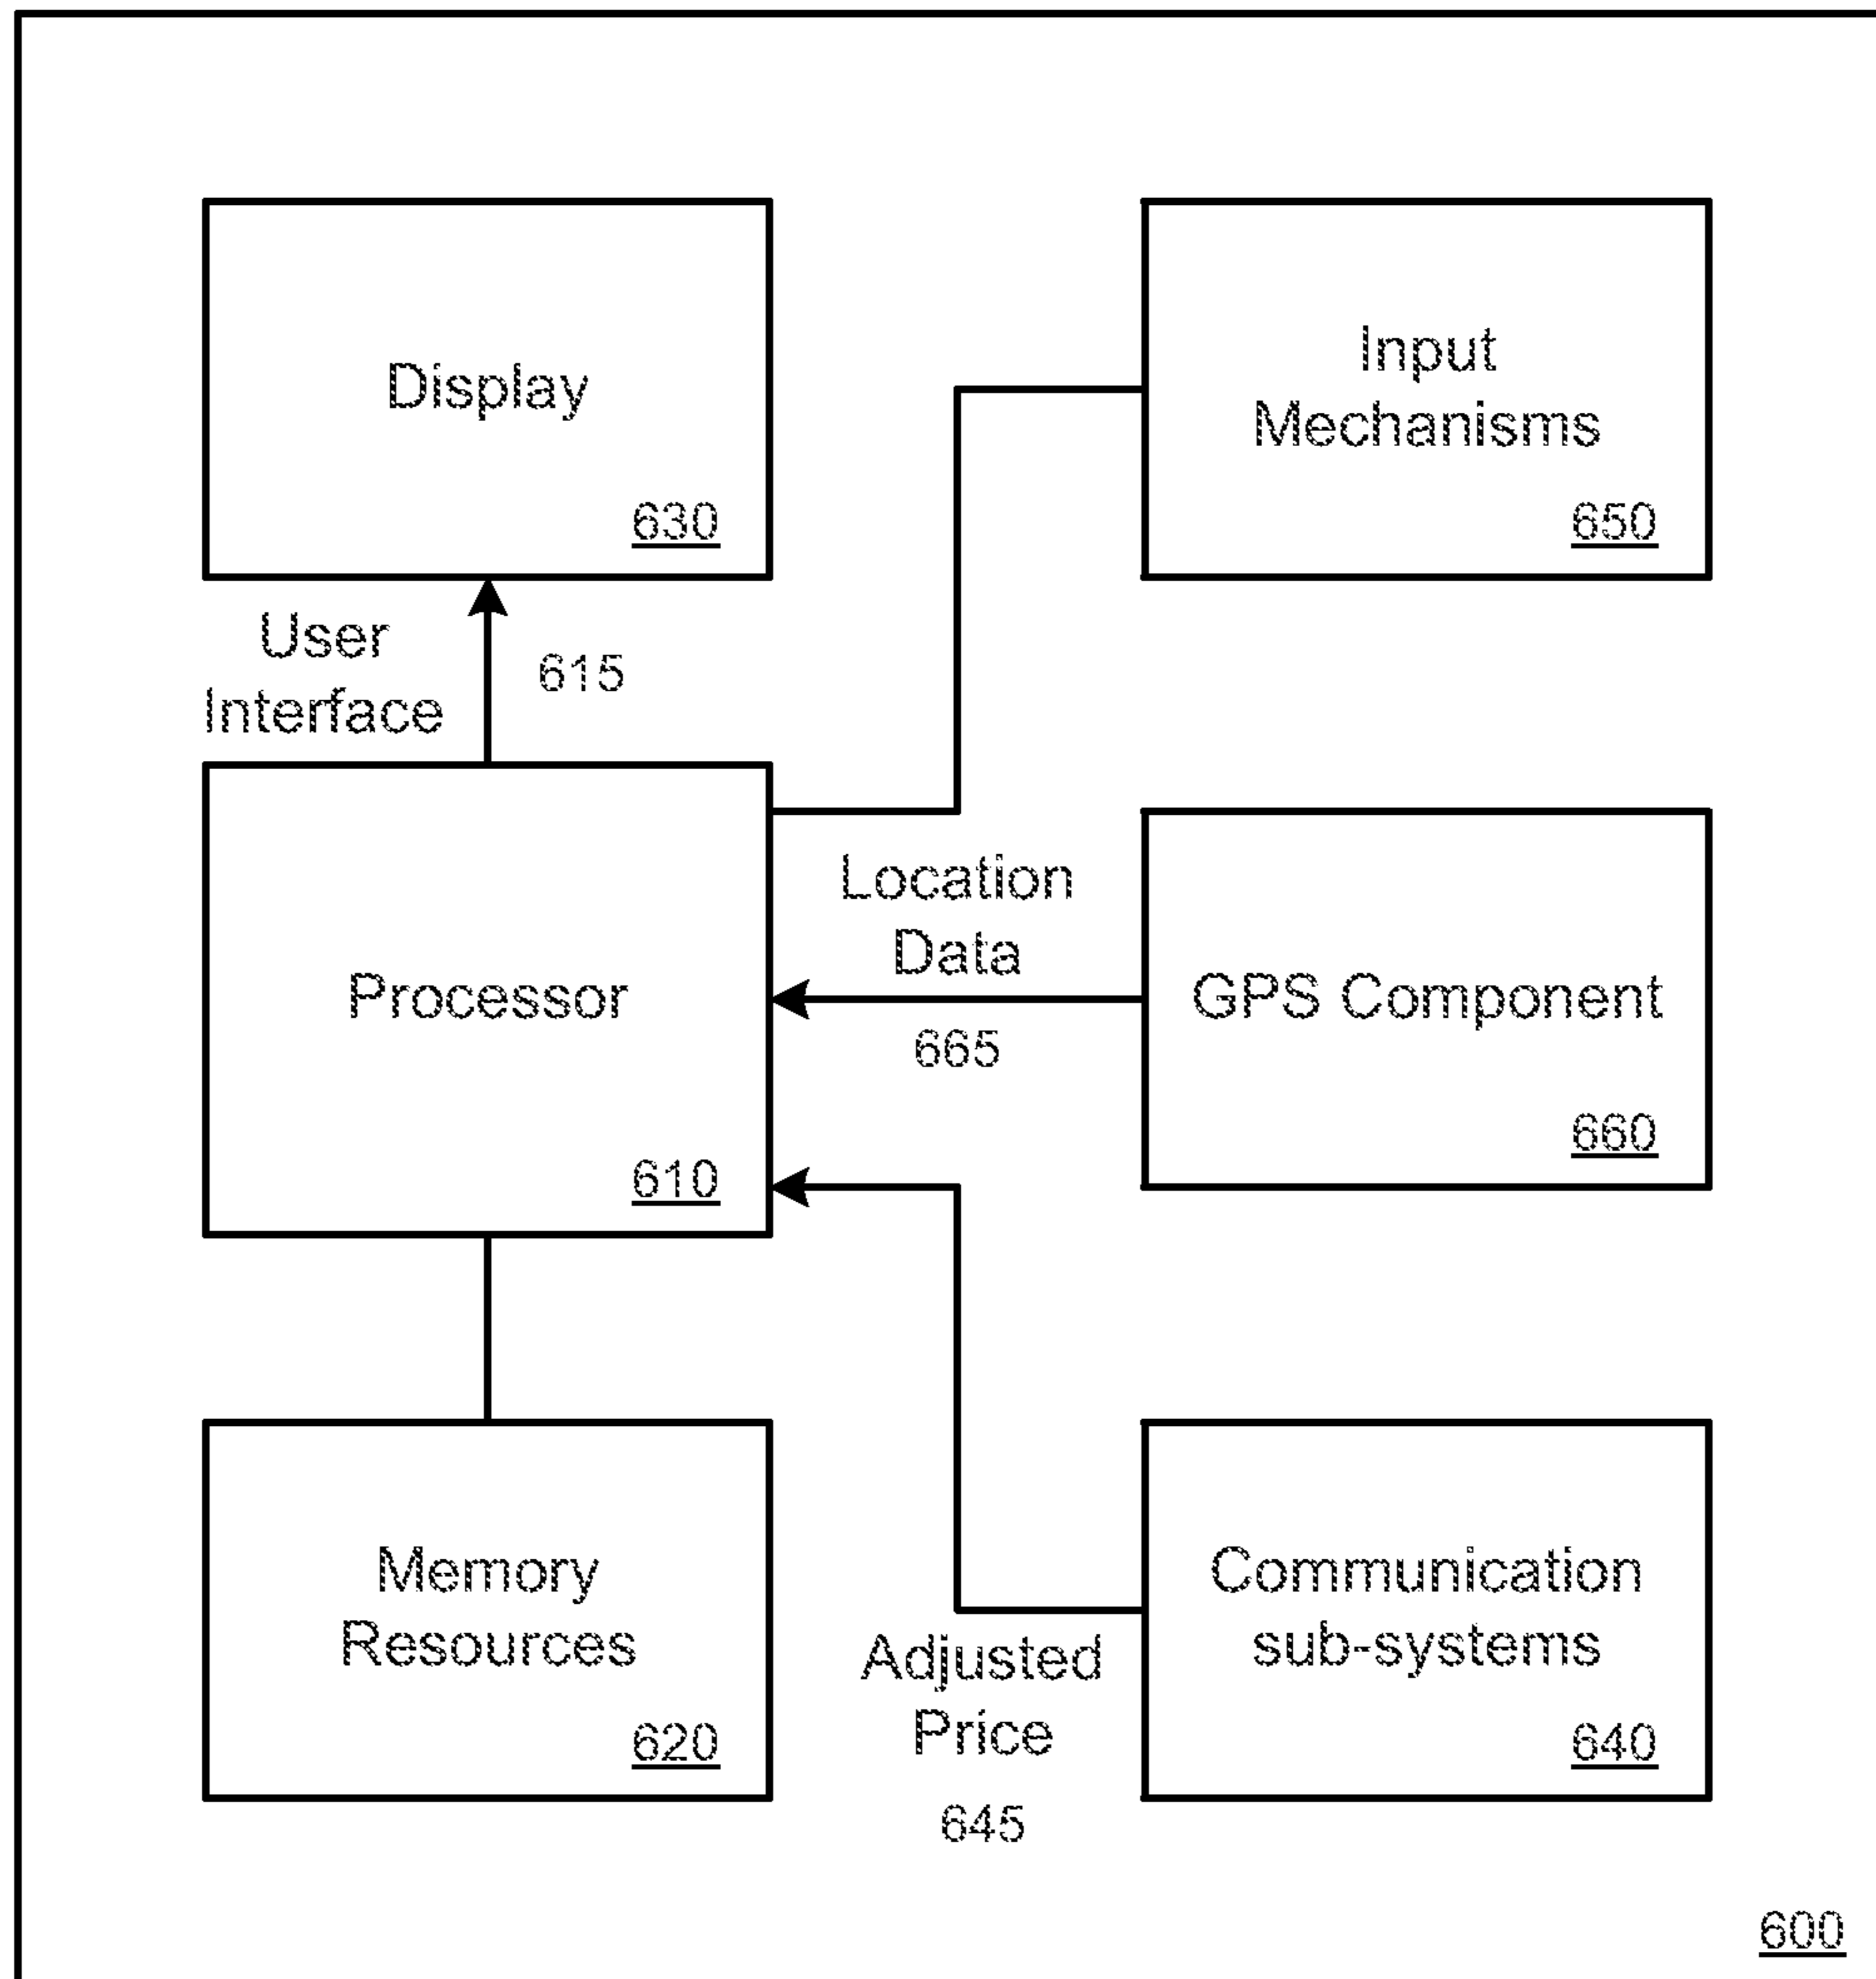 Display
630
Input
Mechanisms
650
User
Interface
615
Location
Data
665
Processor
610
GPS Component
660
Memory
Resources
620
Adjusted
Price
645
Communication
sub-systems
640
600